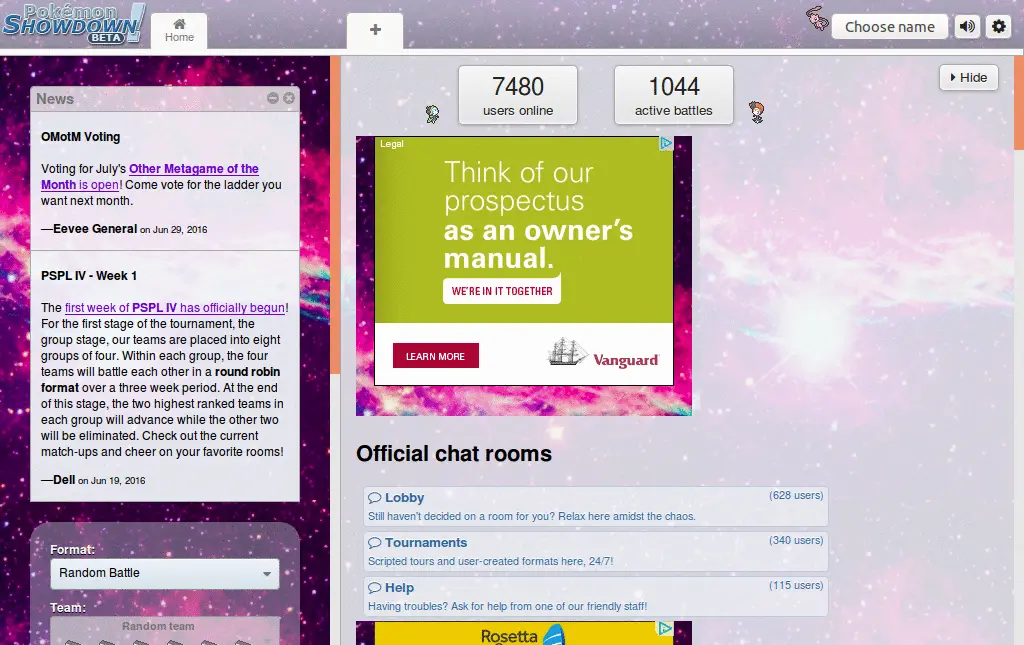 Pokémon
SHOWDOWN!
BETA
Home
+
Choose name
News
OMotM Voting
Voting for July's Other Metagame of the
Month is open! Come vote for the ladder you
want next month.
—Eevee General on Jun 29, 2016
PSPL IV - Week 1
The first week of PSPL IV has officially begun!
For the first stage of the tournament, the
group stage, our teams are placed into eight
groups of four. Within each group, the four
teams will battle each other in a round robin
format over a three week period. At the end
of this stage, the two highest ranked teams in
each group will advance while the other two
will be eliminated. Check out the current
match-ups and cheer on your favorite rooms!
—Dell on Jun 19, 2016
Format:
Random Battle
Team:
Random team
7480
users online
1044
active battles
Hide
Legal
Think of our
prospectus
as an owner's
manual.
WE'RE IN IT TOGETHER
LEARN MORE
Vanguard
Official chat rooms
Lobby
(628 users)
Still haven't decided on a room for you? Relax here amidst the chaos.
Tournaments
(340 users)
Scripted tours and user-created formats here, 24/7!
Help
(115 users)
Having troubles? Ask for help from one of our friendly staff!
Rosetta